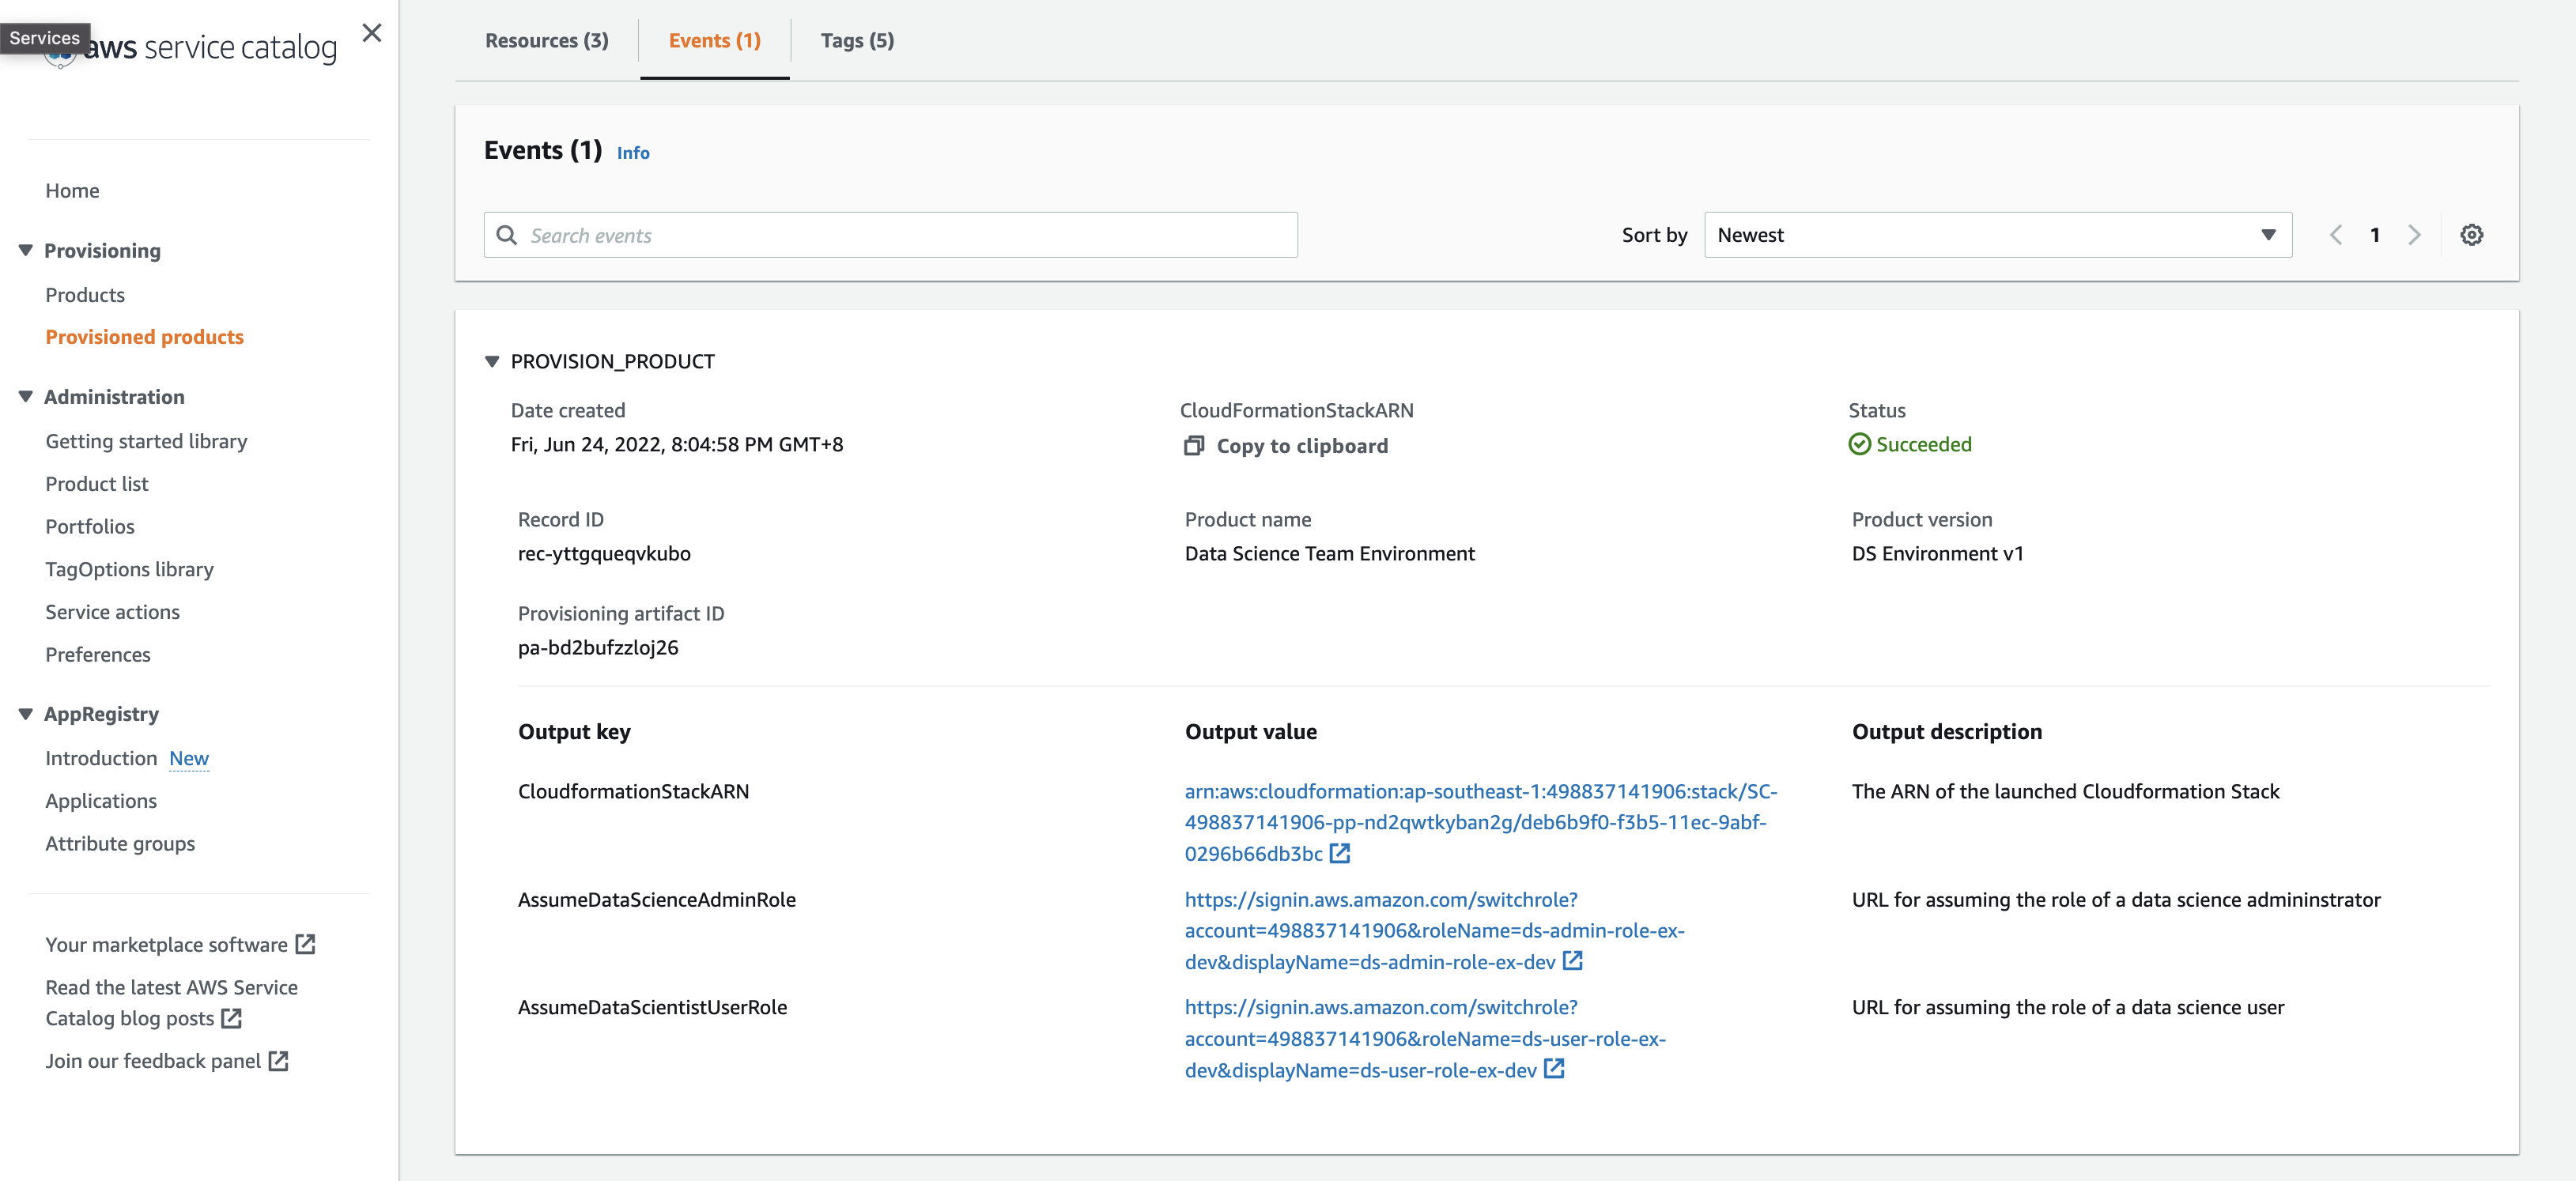 Services
aws service catalog
Home
Provisioning
Products
Provisioned products
Administration
Getting started library
Product list
Portfolios
TagOptions library
Service actions
Preferences
AppRegistry
Introduction New
Applications
Attribute groups
Your marketplace software
Read the latest AWS Service
Catalog blog posts
Join our feedback panel
Resources (3)
Events (1)
Tags (5)
Events (1) Info
Search events
Sort by
Newest
1
PROVISION_PRODUCT
Date created
Fri, Jun 24, 2022, 8:04:58 PM GMT+8
CloudFormationStackARN
Copy to clipboard
Status
Succeeded
Record ID
rec-yttgqueqvkubo
Product name
Data Science Team Environment
Product version
DS Environment v1
Provisioning artifact ID
pa-bd2bufzzloj26
Output key
Output value
Output description
CloudformationStackARN
arn:aws:cloudformation:ap-southeast-1:498837141906:stack/SC-
498837141906-pp-nd2qwtkyban2g/deb6b9f0-f3b5-11ec-9abf-
0296b66db3bc
The ARN of the launched Cloudformation Stack
AssumeDataScienceAdminRole
https://signin.aws.amazon.com/switchrole?
account=498837141906&roleName=ds-admin-role-ex-
dev&displayName=ds-admin-role-ex-dev
URL for assuming the role of a data science admininstrator
AssumeDataScientistUserRole
https://signin.aws.amazon.com/switchrole?
account=498837141906&roleName=ds-user-role-ex-
dev&displayName=ds-user-role-ex-dev
URL for assuming the role of a data science user